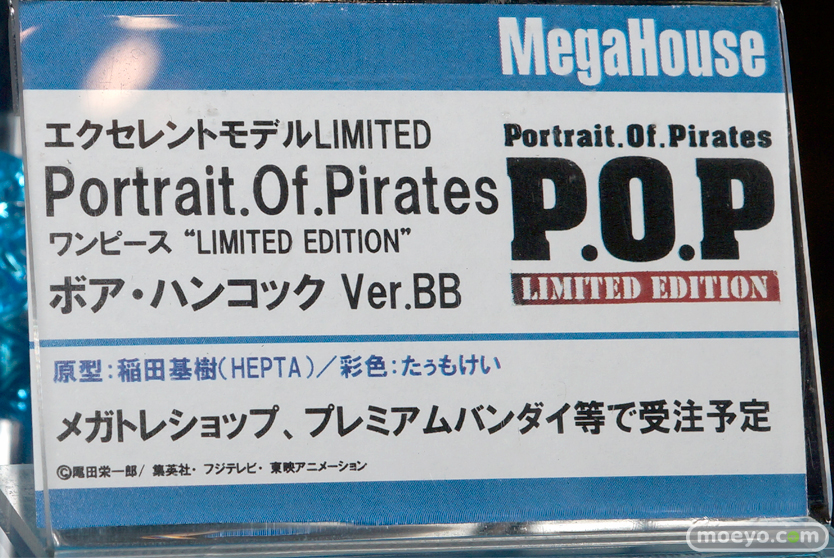 MegaHouse
エクセレントモデルLIMITED
Portrait.Of.Pirates
ワンピース “LIMITED EDITION”
ボア・ハンコック Ver.BB
Portrait.Of.Pirates
P.O.P
LIMITED EDITION
原型:稲田基樹(HEPTA)／彩色:たぅもけい
メガトレショップ、プレミアムバンダイ等で受注予定
©尾田栄一郎/ 集英社・フジテレビ・東映アニメーション
moeyo.com